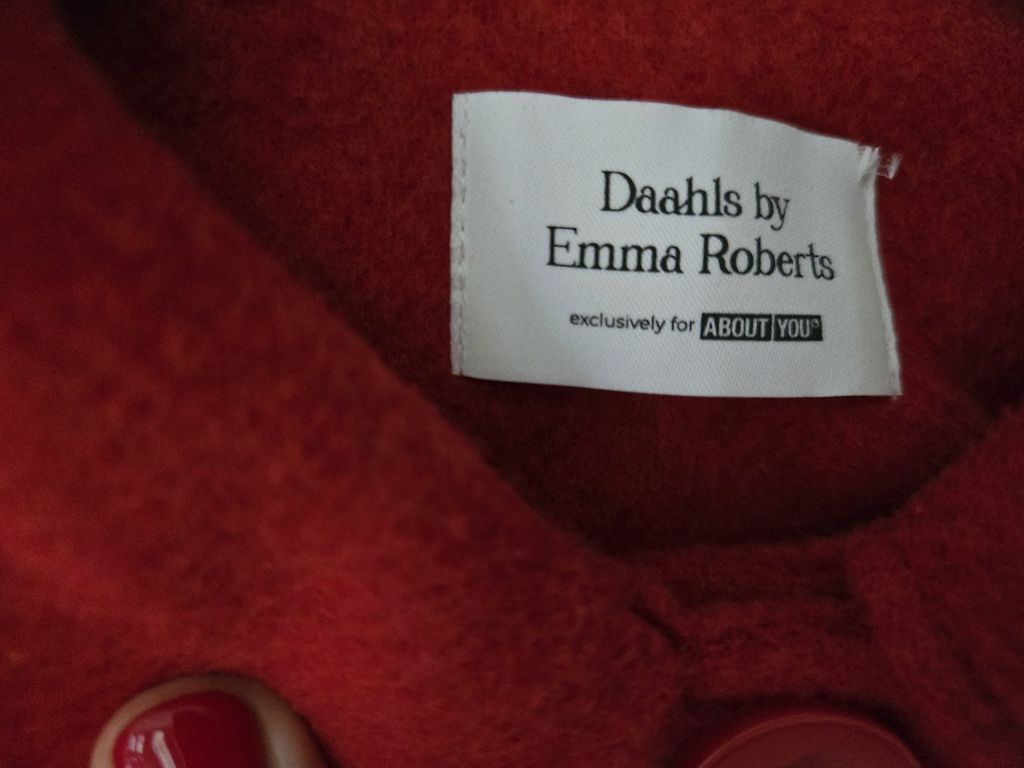 Daahls by
Emma Roberts
exclusively for ABOUT YOU®